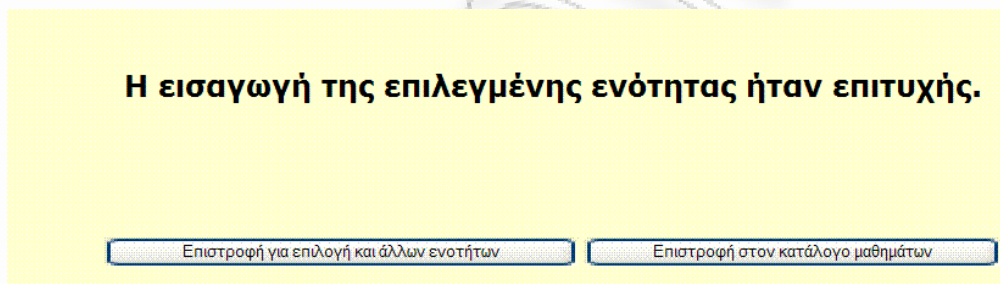 Η εισαγωγή της επιλεγμένης ενότητας ήταν επιτυχής.
Επιστροφή για επιλογή και άλλων ενοτήτων
Επιστροφή στον κατάλογο μαθημάτων